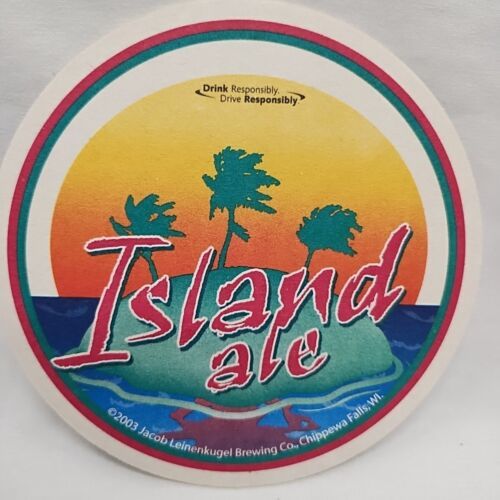 Drink Responsibly.
Drive Responsibly
Island
ale
©2003 Jacob Leinenkugel Brewing Co., Chippewa Falls, WI.